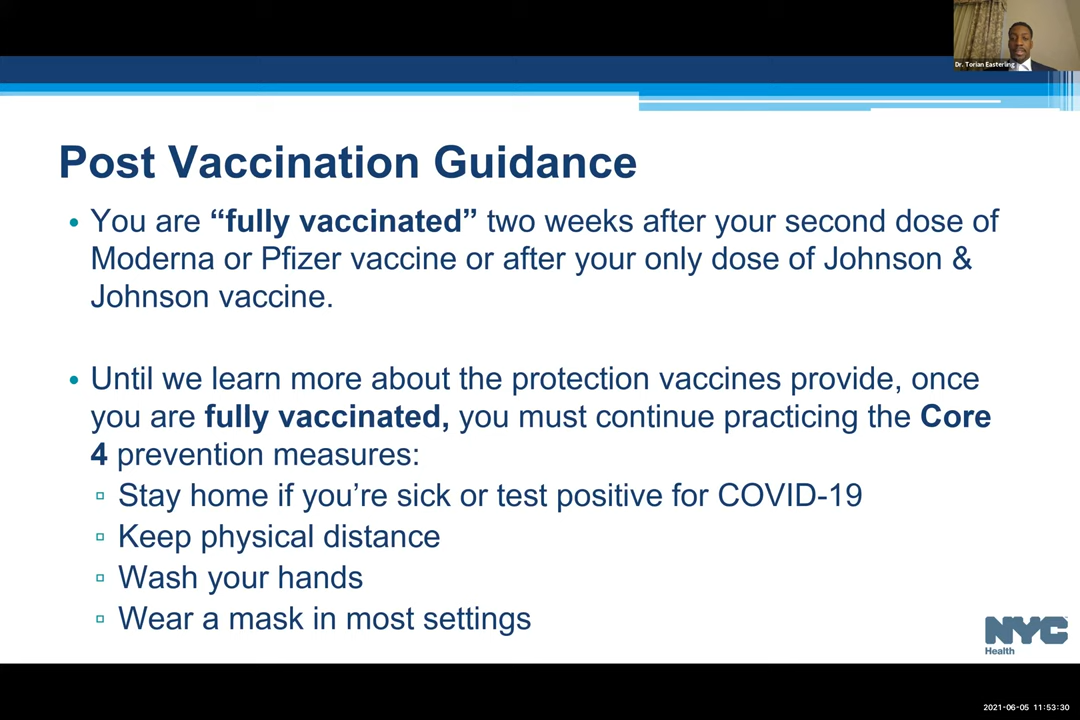 Dr. Torian Easterling
Post Vaccination Guidance
• You are “fully vaccinated” two weeks after your second dose of
Moderna or Pfizer vaccine or after your only dose of Johnson &
Johnson vaccine.
• Until we learn more about the protection vaccines provide, once
you are fully vaccinated, you must continue practicing the Core
4 prevention measures:
▫ Stay home if you’re sick or test positive for COVID-19
▫ Keep physical distance
▫ Wash your hands
▫ Wear a mask in most settings
NYC
Health
2021-06-05 11:53:30